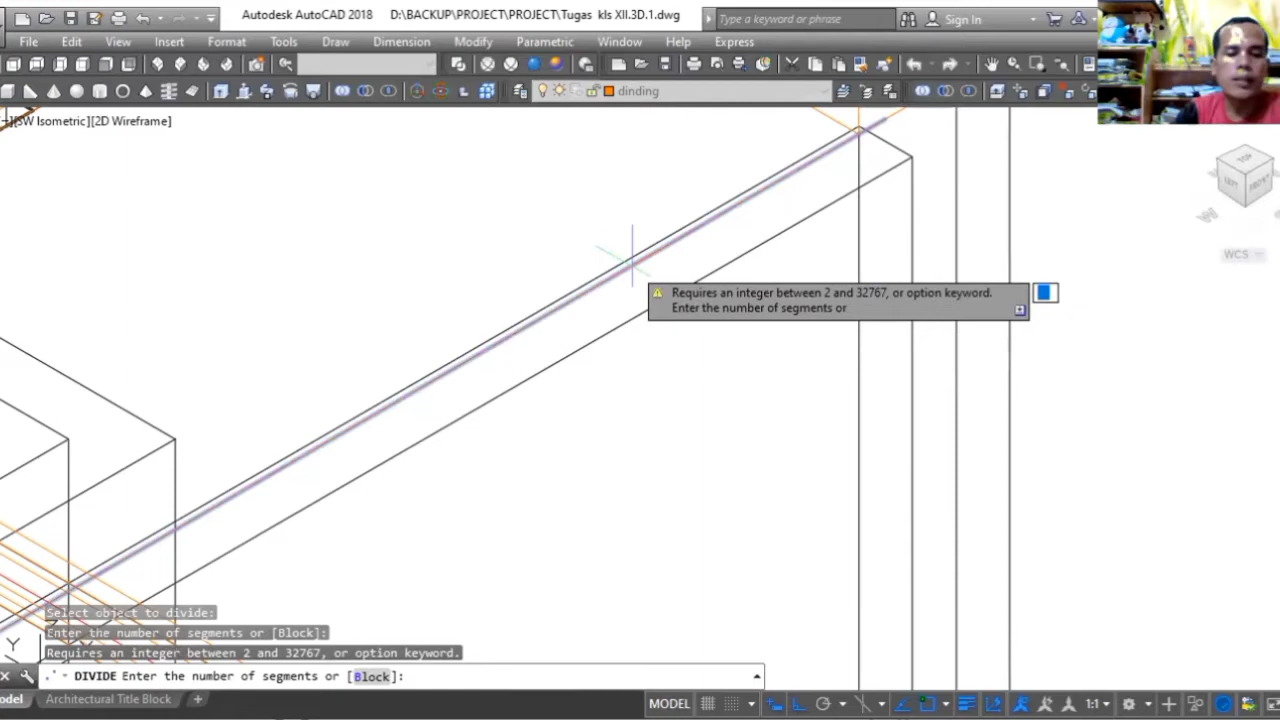 Autodesk AutoCAD 2018 D:\BACKUP\PROJECT\PROJECT\Tugas kls XII.3D.1.dwg
Type a keyword or phrase
Sign In
File Edit View Insert Format Tools Draw Dimension Modify Parametric Window Help Express
dinding
[SW Isometric][2D Wireframe]
TOP
LEFT
FRONT
W
WCS
Requires an integer between 2 and 32767, or option keyword.
Enter the number of segments or
Select object to divide:
Enter the number of segments or [Block]:
Requires an integer between 2 and 32767, or option keyword.
Y
DIVIDE Enter the number of segments or [Block]:
odel Architectural Title Block +
MODEL
1:1